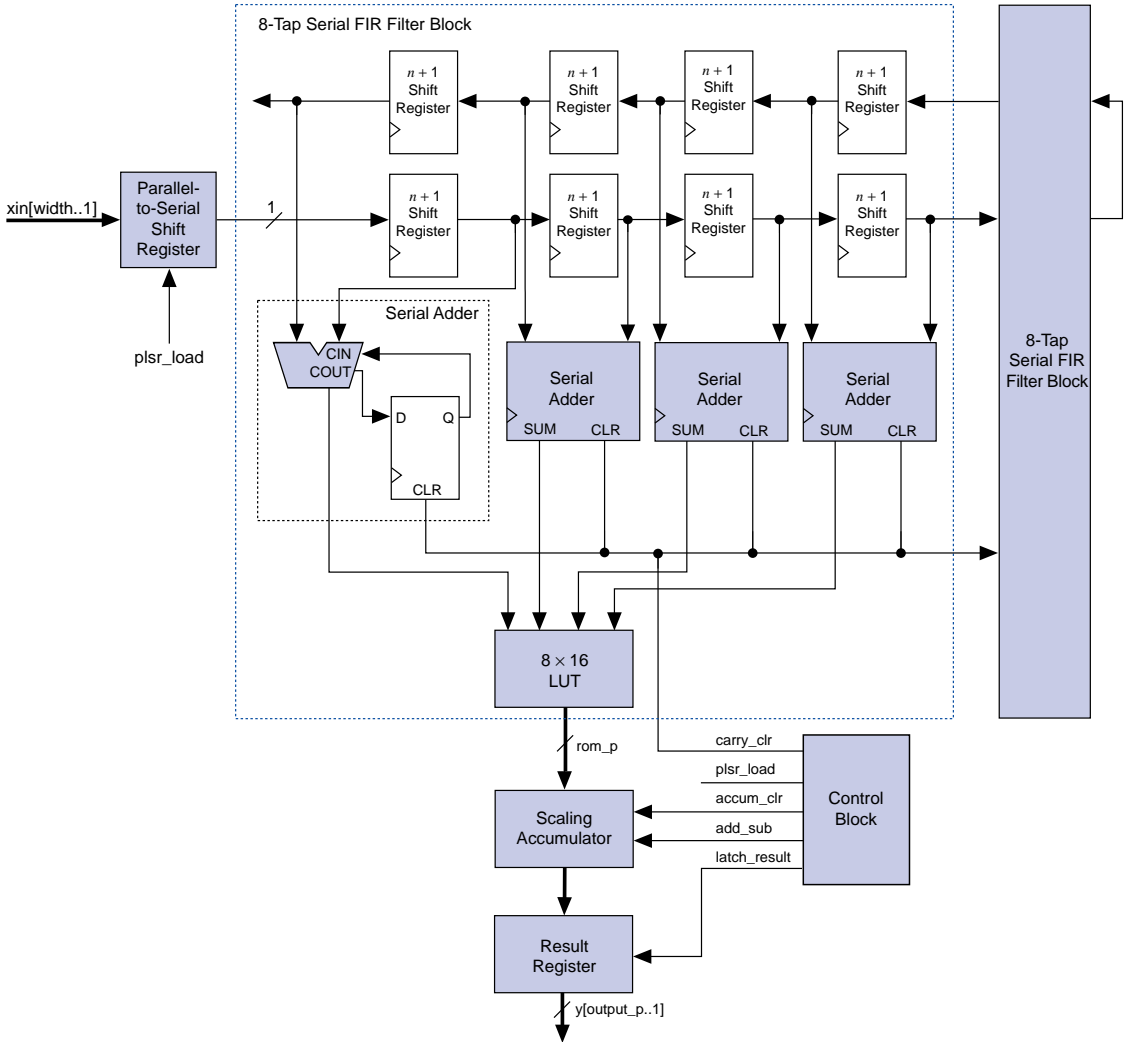 8-Tap Serial FIR Filter Block
n + 1
Shift
Register
n + 1
Shift
Register
n + 1
Shift
Register
n + 1
Shift
Register
xin[width..1]
Parallel-
to-Serial
Shift
Register
1
n + 1
Shift
Register
n + 1
Shift
Register
n + 1
Shift
Register
n + 1
Shift
Register
plsr_load
Serial Adder
CIN
COUT
D
Q
CLR
Serial
Adder
SUM
CLR
Serial
Adder
SUM
CLR
Serial
Adder
SUM
CLR
8-Tap
Serial FIR
Filter Block
8 × 16
LUT
rom_p
Scaling
Accumulator
carry_clr
plsr_load
accum_clr
add_sub
latch_result
Control
Block
Result
Register
y[output_p..1]